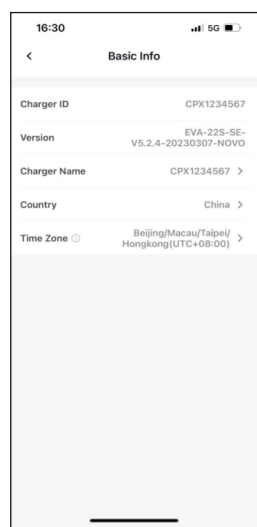 16:30 5G
Basic Info
Charger ID CPX1234567
Version EVA-22S-SE-
V5.2.4-20230307-NOVO
Charger Name CPX1234567
Country China
Time Zone Beijing/Macau/Taipei/
Hongkong(UTC+08:00)